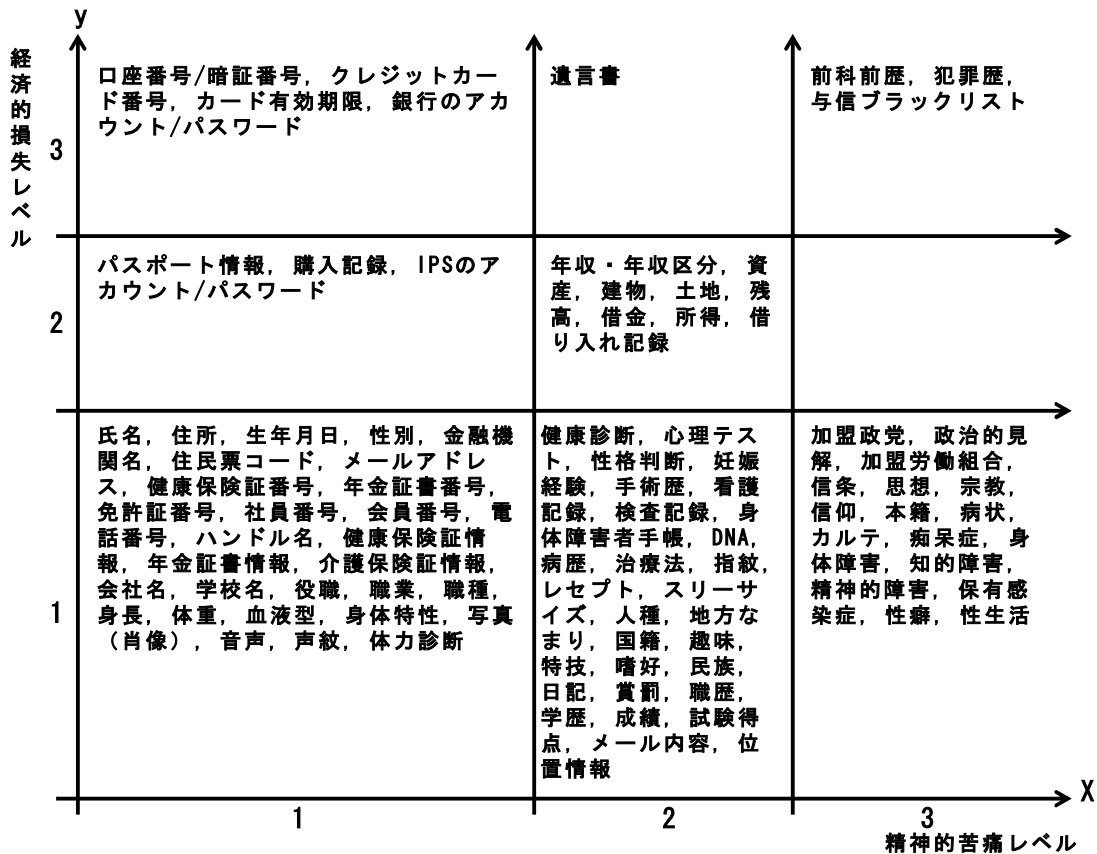 y
経済的損失レベル
3
口座番号/暗証番号, クレジットカー
ド番号, カード有効期限, 銀行のアカ
ウント/パスワード
遺言書
前科前歴, 犯罪歴,
与信ブラックリスト
2
パスポート情報, 購入記録, IPSのア
カウント/パスワード
年収・年収区分, 資
産, 建物, 土地, 残
高, 借金, 所得, 借
り入れ記録
1
氏名, 住所, 生年月日, 性別, 金融機
関名, 住民票コード, メールアドレ
ス, 健康保険証番号, 年金証書番号,
免許証番号, 社員番号, 会員番号, 電
話番号, ハンドル名, 健康保険証情
報, 年金証書情報, 介護保険証情報,
会社名, 学校名, 役職, 職業, 職種,
身長, 体重, 血液型, 身体特性, 写真
（肖像）, 音声, 声紋, 体力診断
健康診断, 心理テス
ト, 性格判断, 妊娠
経験, 手術歴, 看護
記録, 検査記録, 身
体障害者手帳, DNA,
病歴, 治療法, 指紋,
レセプト, スリーサ
イズ, 人種, 地方な
まり, 国籍, 趣味,
特技, 嗜好, 民族,
日記, 賞罰, 職歴,
学歴, 成績, 試験得
点, メール内容, 位
置情報
加盟政党, 政治的見
解, 加盟労働組合,
信条, 思想, 宗教,
信仰, 本籍, 病状,
カルテ, 痴呆症, 身
体障害, 知的障害,
精神的障害, 保有感
染症, 性癖, 性生活
1
2
3
X
精神的苦痛レベル